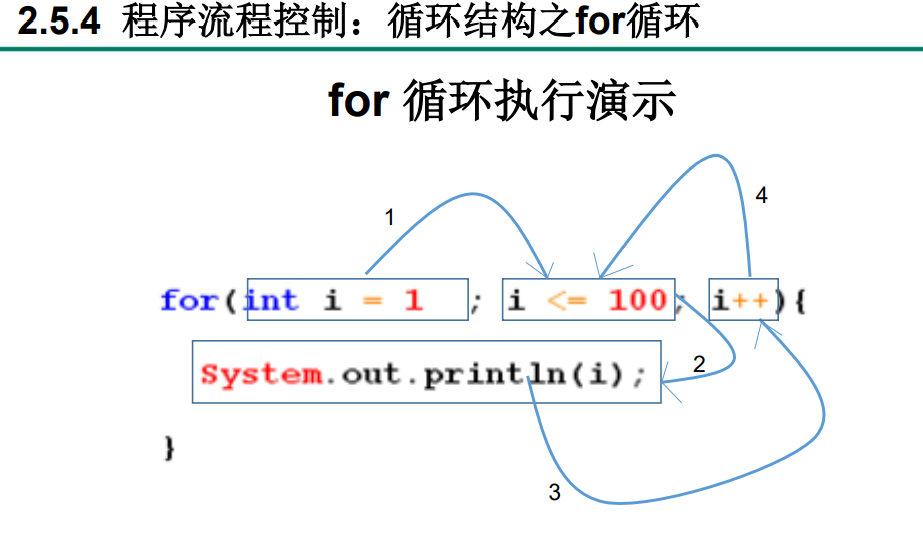 2.5.4 程序流程控制：循环结构之for循环
for 循环执行演示
1
4
for(int i = 1 ; i <= 100; i++){
System.out.println(i);
2
}
3